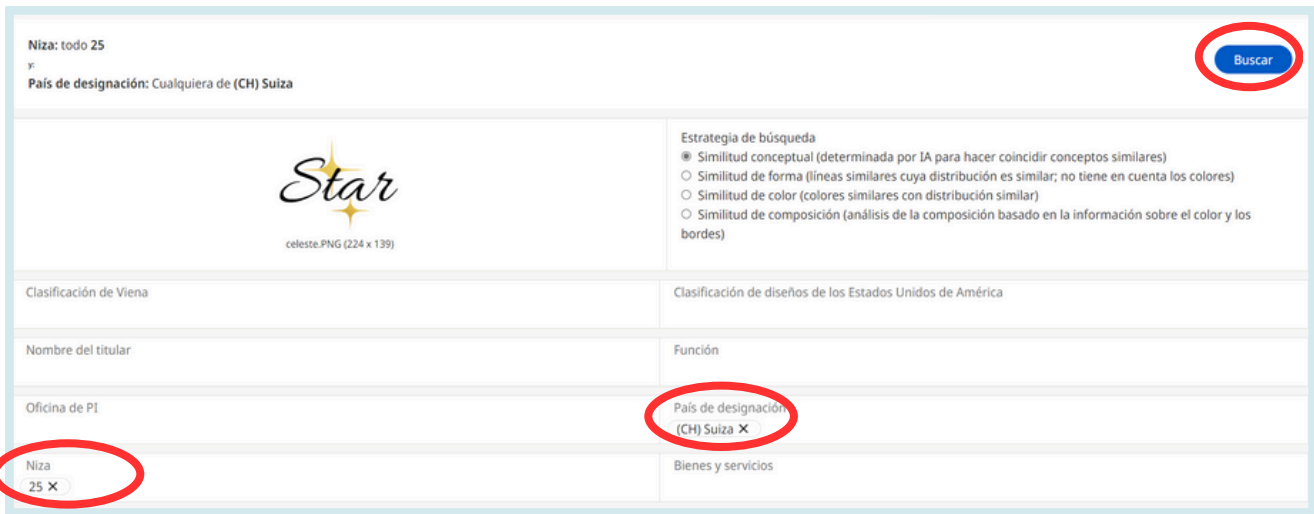 Niza: todo 25
y:
País de designación: Cualquiera de (CH) Suiza
Buscar
Star
celeste.PNG (224 x 139)
Estrategia de búsqueda
Similitud conceptual (determinada por IA para hacer coincidir conceptos similares)
Similitud de forma (líneas similares cuya distribución es similar; no tiene en cuenta los colores)
Similitud de color (colores similares con distribución similar)
Similitud de composición (análisis de la composición basado en la información sobre el color y los
bordes)
Clasificación de Viena
Clasificación de diseños de los Estados Unidos de América
Nombre del titular
Función
Oficina de PI
País de designación
(CH) Suiza ✕
Niza
25 ✕
Bienes y servicios